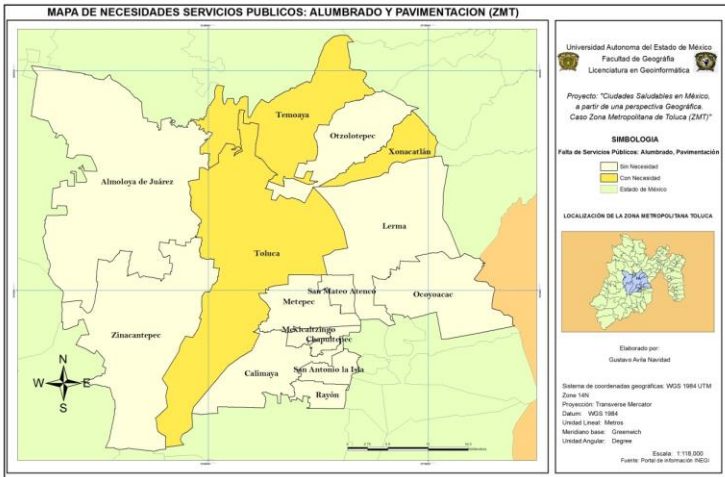 MAPA DE NECESIDADES SERVICIOS PUBLICOS: ALUMBRADO Y PAVIMENTACION (ZMT)
Temoaya
Otzolotepec
Xonacatlán
Almoloya de Juárez
Lerma
Toluca
San Mateo Atenco
Ocoyoacac
Metepec
Zinacantepec
Mexicaltzingo
Chapultepec
Calimaya
San Antonio la Isla
Rayón
N
W E
S
Universidad Autonoma del Estado de México
Facultad de Geográfia
Licenciatura en Geoinformática
Proyecto: "Ciudades Saludables en México,
a partir de una perspectiva Geográfica.
Caso Zona Metropolitana de Toluca (ZMT)"
SIMBOLOGIA
Falta de Servicios Públicos: Alumbrado, Pavimentación
Sin Necesidad
Con Necesidad
Estado de México
LOCALIZACIÓN DE LA ZONA METROPOLITANA TOLUCA
Elaborado por:
Gustavo Avila Navidad
Sistema de coordenadas geográficas: WGS 1984 UTM
Zone 14N
Proyección: Transverse Mercator
Datum: WGS 1984
Unidad Lineal: Metros
Meridiano base: Greenwich
Unidad Angular: Degree
Escala: 1:118,000
Fuente: Portal de información INEGI